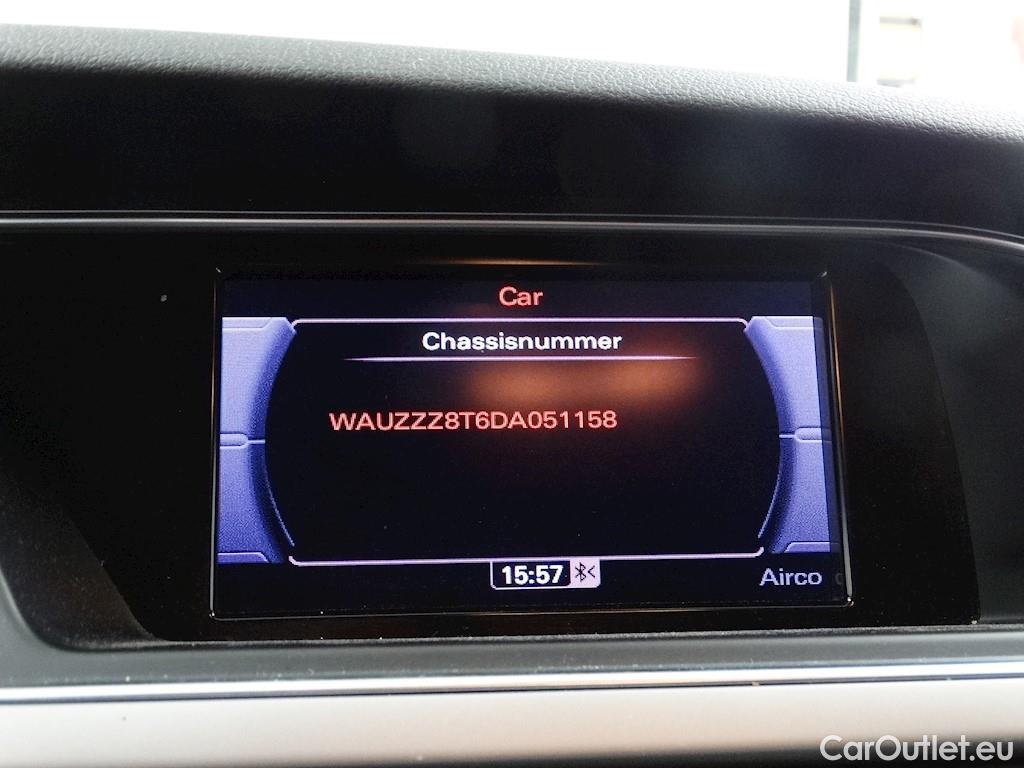 Car
Chassisnummer
WAUZZZ8T6DA051158
15:57
Airco
CarOutlet.eu